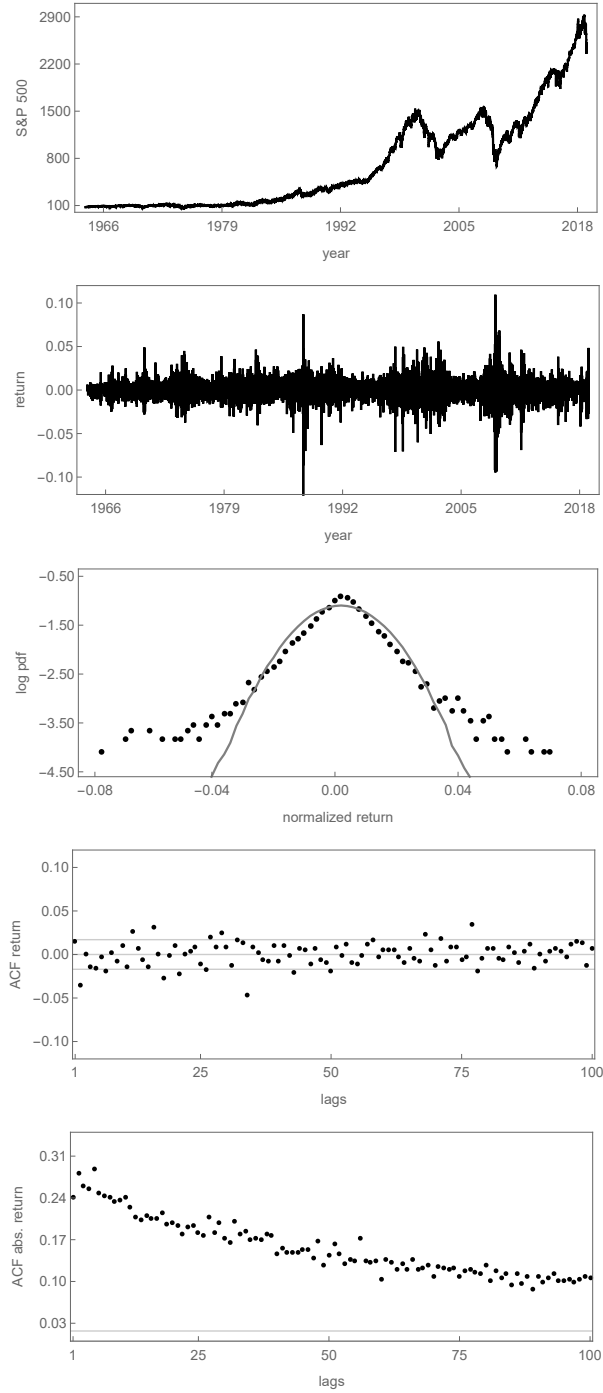 2900
2200
1500
800
100
S&P 500
1966 1979 1992 2005 2018
year
0.10
0.05
0.00
−0.05
−0.10
return
1966 1979 1992 2005 2018
year
−0.50
−1.50
−2.50
−3.50
−4.50
log pdf
−0.08 −0.04 0.00 0.04 0.08
normalized return
0.10
0.05
0.00
−0.05
−0.10
ACF return
1 25 50 75 100
lags
0.31
0.24
0.17
0.10
0.03
ACF abs. return
1 25 50 75 100
lags